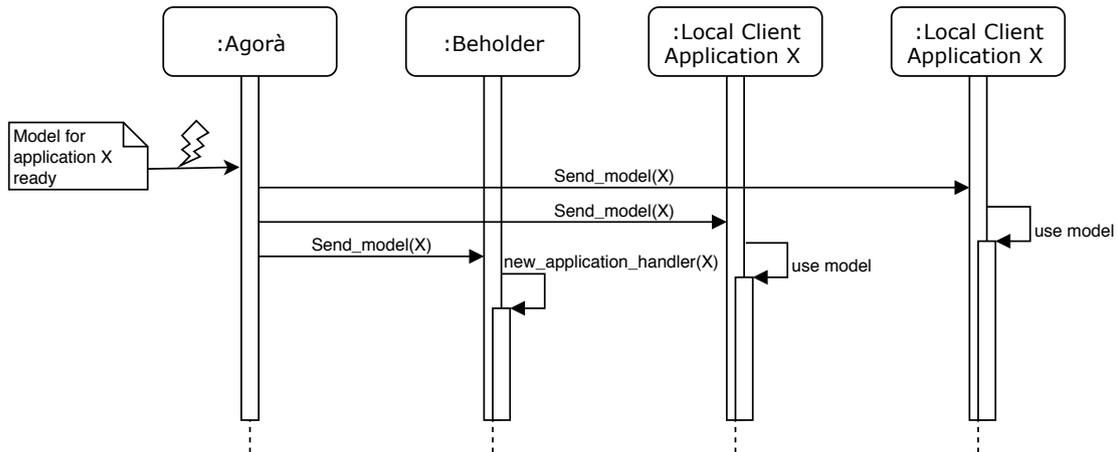 :Agorà
:Beholder
:Local Client
Application X
:Local Client
Application X
Model for
application X
ready
Send_model(X)
Send_model(X)
use model
Send_model(X)
new_application_handler(X)
use model